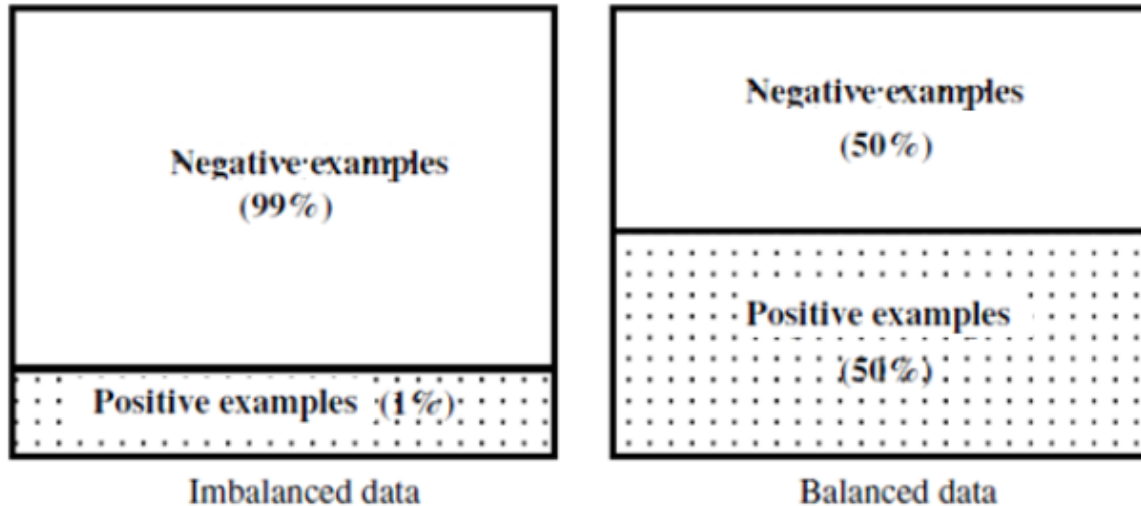 Negative examples
(99%)
Positive examples (1%)
Imbalanced data
Negative examples
(50%)
Positive examples
(50%)
Balanced data